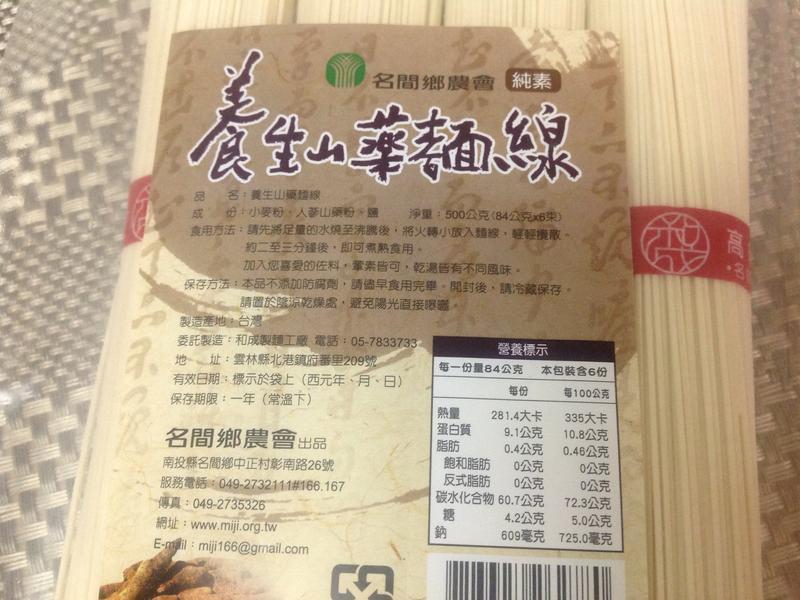 名間鄉農會 純素
養生山藥麵線
品　名：養生山藥麵線
成　份：小麥粉、人蔘山藥粉、鹽　淨重：500公克(84公克x6束)
食用方法：請先將足量的水燒至沸騰後，將火轉小放入麵線，輕輕攪散。
約二至三分鐘後，即可煮熟食用。
加入您喜愛的佐料，葷素皆可，乾湯皆有不同風味。
保存方法：本品不添加防腐劑，請儘早食用完畢。開封後，請冷藏保存。
請置於陰涼乾燥處，避免陽光直接曝曬。
製造產地：台灣
委託製造：和成製麵工廠 電話：05-7833733
地　址：雲林縣北港鎮府番里209號
有效日期：標示於袋上（西元年、月、日）
保存期限：一年（常溫下）
名間鄉農會出品
南投縣名間鄉中正村彰南路26號
服務電話：049-2732111#166.167
傳真：049-2735326
網址：www.miji.org.tw
E-mail：miji166@gmail.com
營養標示
每一份量84公克　本包裝含6份
每份　每100公克
熱量　281.4大卡　335大卡
蛋白質　9.1公克　10.8公克
脂肪　0.4公克　0.46公克
飽和脂肪　0公克　0公克
反式脂肪　0公克　0公克
碳水化合物 60.7公克　72.3公克
糖　4.2公克　5.0公克
鈉　609毫克　725.0毫克